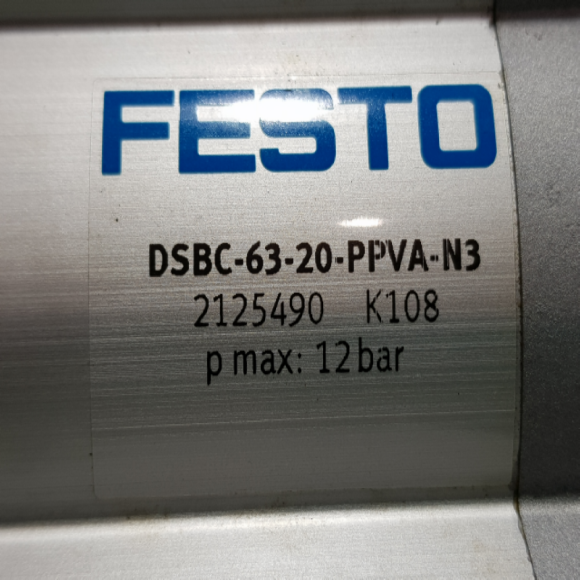 FESTO
DSBC-63-20-PPVA-N3
2125490 K108
p max: 12 bar